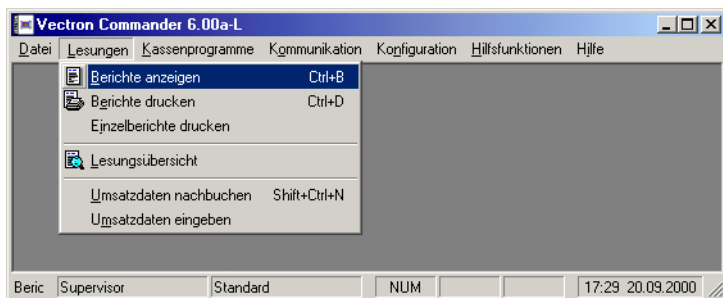 Vectron Commander 6.00a-L
Datei Lesungen Kassenprogramme Kommunikation Konfiguration Hilfsfunktionen Hilfe
Berichte anzeigen Ctrl+B
Berichte drucken Ctrl+D
Einzelberichte drucken
Lesungsübersicht
Umsatzdaten nachbuchen Shift+Ctrl+N
Umsatzdaten eingeben
Beric Supervisor Standard NUM 17:29 20.09.2000